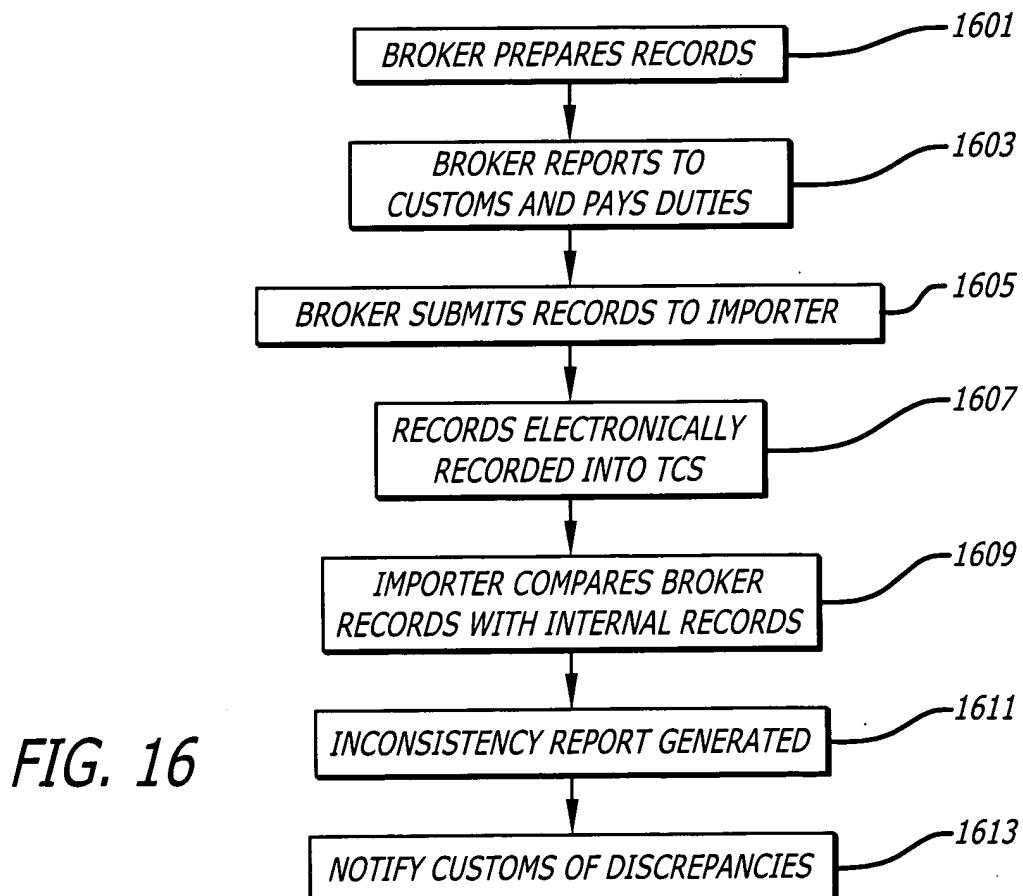 BROKER PREPARES RECORDS
1601
BROKER REPORTS TO
CUSTOMS AND PAYS DUTIES
1603
BROKER SUBMITS RECORDS TO IMPORTER
1605
RECORDS ELECTRONICALLY
RECORDED INTO TCS
1607
IMPORTER COMPARES BROKER
RECORDS WITH INTERNAL RECORDS
1609
INCONSISTENCY REPORT GENERATED
1611
NOTIFY CUSTOMS OF DISCREPANCIES
1613
FIG. 16